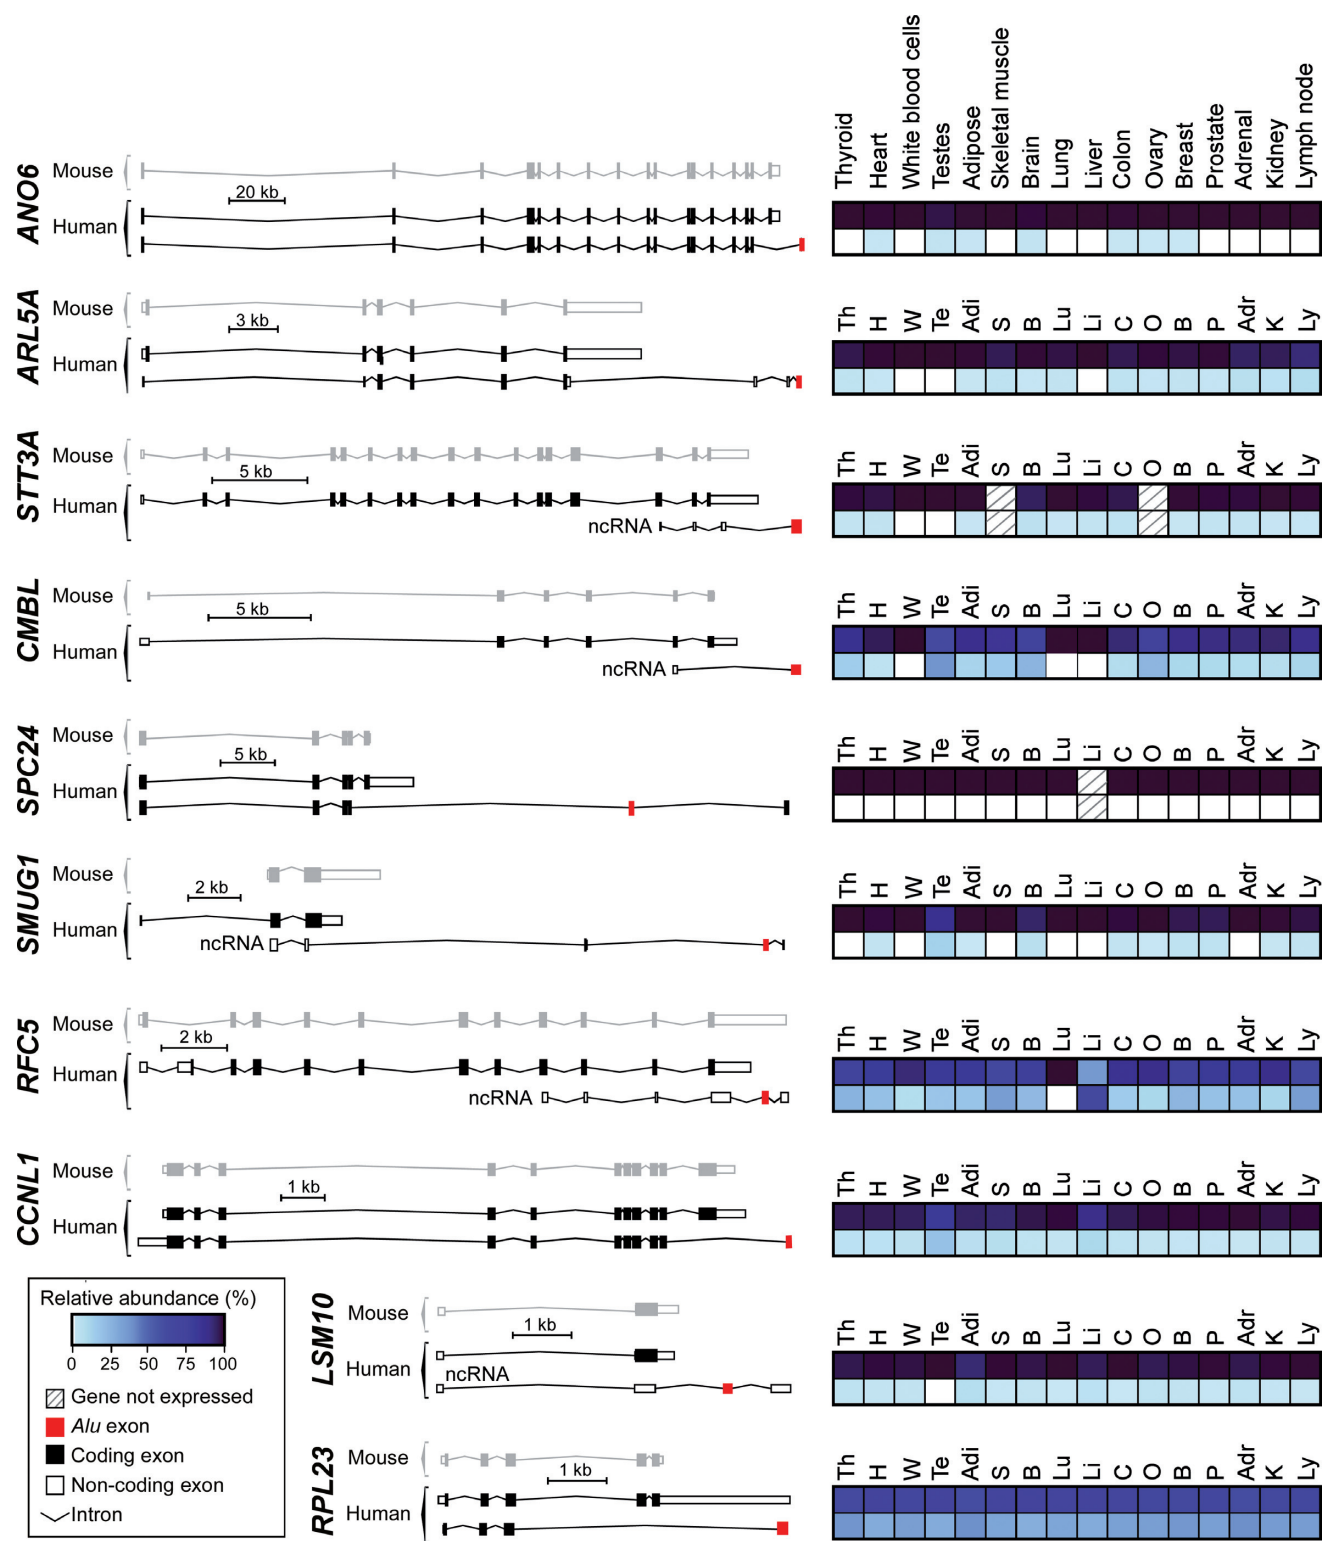 Thyroid
Heart
White blood cells
Testes
Adipose
Skeletal muscle
Brain
Lung
Liver
Colon
Ovary
Breast
Prostate
Adrenal
Kidney
Lymph node
ANO6
Mouse
20 kb
Human
ARL5A
Mouse
3 kb
Human
Th H W Te Adi S B Lu Li C O B P Adr K Ly
STT3A
Mouse
5 kb
Human
ncRNA
Th H W Te Adi S B Lu Li C O B P Adr K Ly
CMBL
Mouse
5 kb
Human
ncRNA
Th H W Te Adi S B Lu Li C O B P Adr K Ly
SPC24
Mouse
5 kb
Human
Th H W Te Adi S B Lu Li C O B P Adr K Ly
SMUG1
Mouse
2 kb
Human
ncRNA
Th H W Te Adi S B Lu Li C O B P Adr K Ly
RFC5
Mouse
2 kb
Human
ncRNA
Th H W Te Adi S B Lu Li C O B P Adr K Ly
CCNL1
Mouse
1 kb
Human
Th H W Te Adi S B Lu Li C O B P Adr K Ly
LSM10
Mouse
1 kb
Human
ncRNA
Th H W Te Adi S B Lu Li C O B P Adr K Ly
RPL23
Mouse
1 kb
Human
Th H W Te Adi S B Lu Li C O B P Adr K Ly
Relative abundance (%)
0 25 50 75 100
Gene not expressed
Alu exon
Coding exon
Non-coding exon
Intron